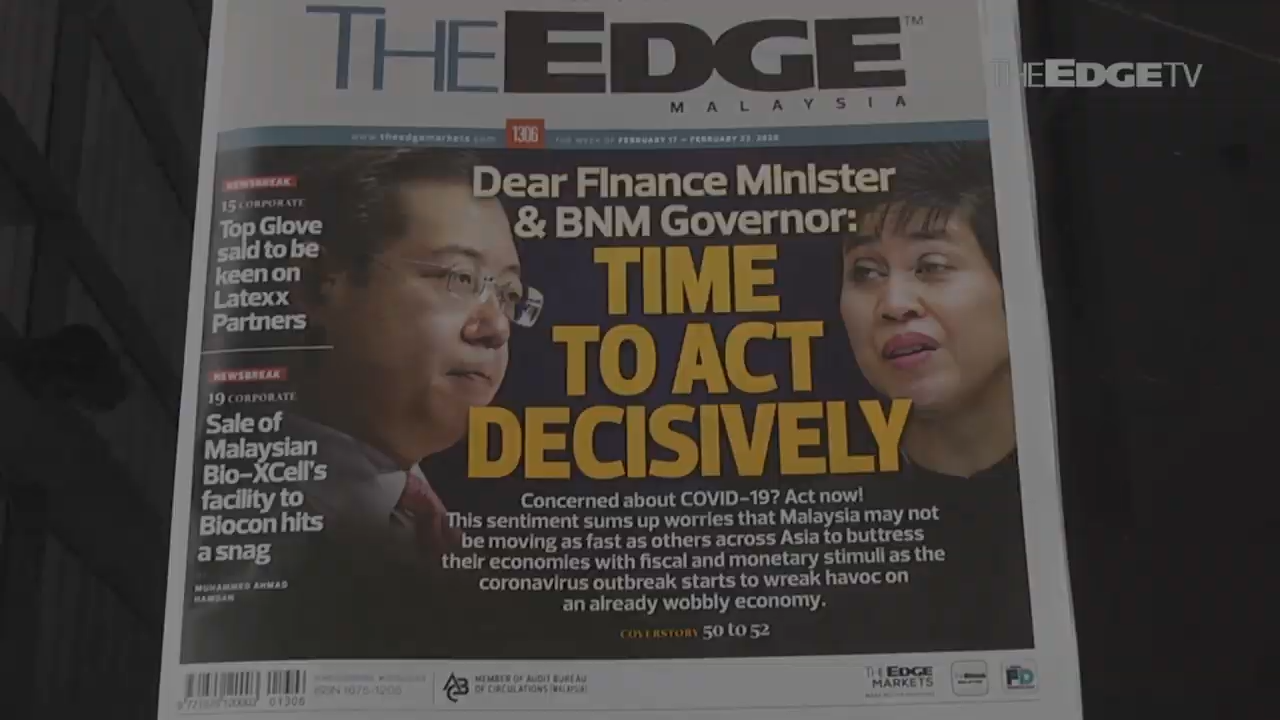 THE EDGE™
MALAYSIA
THE EDGE TV
www.theedgemarkets.com 1306 THE WEEK OF FEBRUARY 17 – FEBRUARY 23, 2020
NEWSBREAK
15 CORPORATE
Top Glove
said to be
keen on
Latexx
Partners
NEWSBREAK
19 CORPORATE
Sale of
Malaysian
Bio-XCell's
facility to
Biocon hits
a snag
MUHAMMED AHMAD
HAMDAN
Dear Finance Minister
& BNM Governor:
TIME
TO ACT
DECISIVELY
Concerned about COVID-19? Act now!
This sentiment sums up worries that Malaysia may not
be moving as fast as others across Asia to buttress
their economies with fiscal and monetary stimuli as the
coronavirus outbreak starts to wreak havoc on
an already wobbly economy.
COVERSTORY 50 to 52
01306
MEMBER OF AUDIT BUREAU
OF CIRCULATIONS (MALAYSIA)
THE EDGE
MARKETS
FD